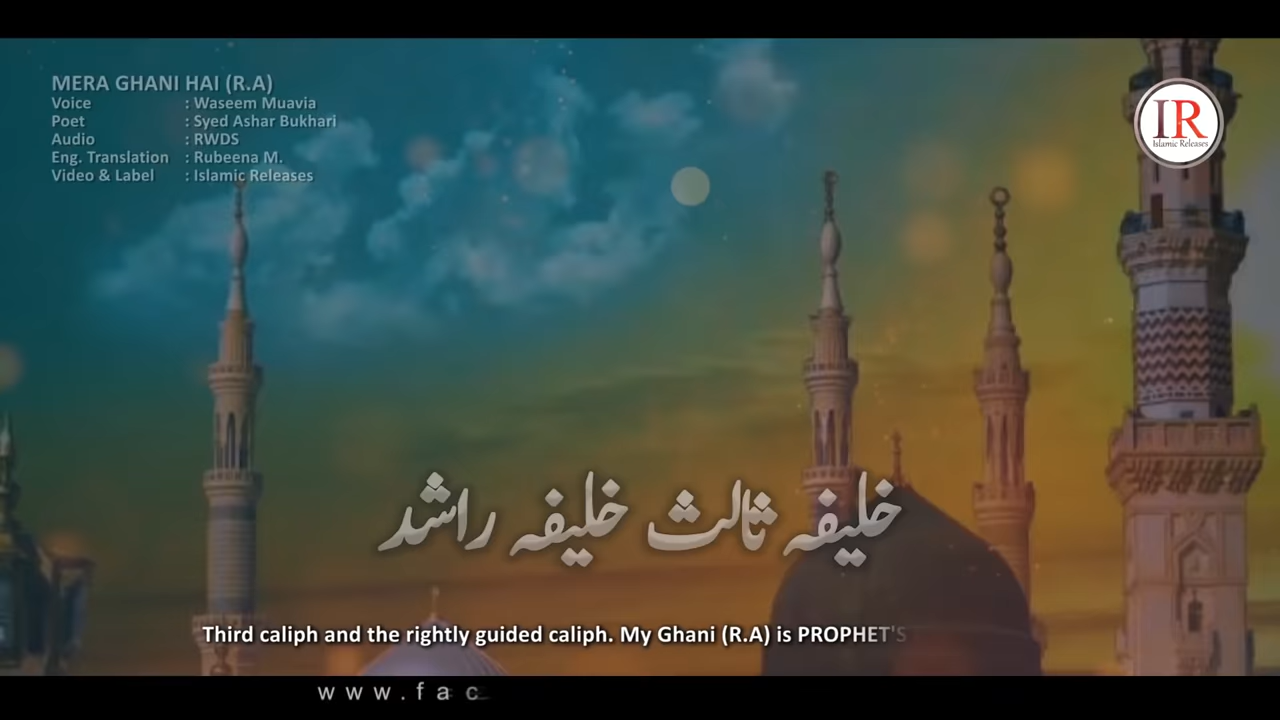 MERA GHANI HAI (R.A)
Voice : Waseem Muavia
Poet : Syed Ashar Bukhari
Audio : RWDS
Eng. Translation : Rubeena M.
Video & Label : Islamic Releases
IR
Islamic Releases
خلیفہ ثالث خلیفہ راشد
Third caliph and the rightly guided caliph. My Ghani (R.A) is PROPHET'S
www.fac